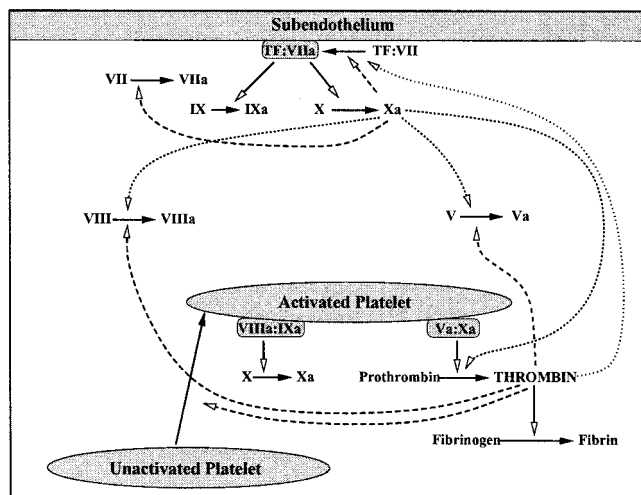 Subendothelium
TF:VIIa TF:VII
VII VIIa
IX IXa X Xa
VIII VIIIa V Va
Activated Platelet
VIIIa:IXa Va:Xa
X Xa Prothrombin THROMBIN
Fibrinogen Fibrin
Unactivated Platelet